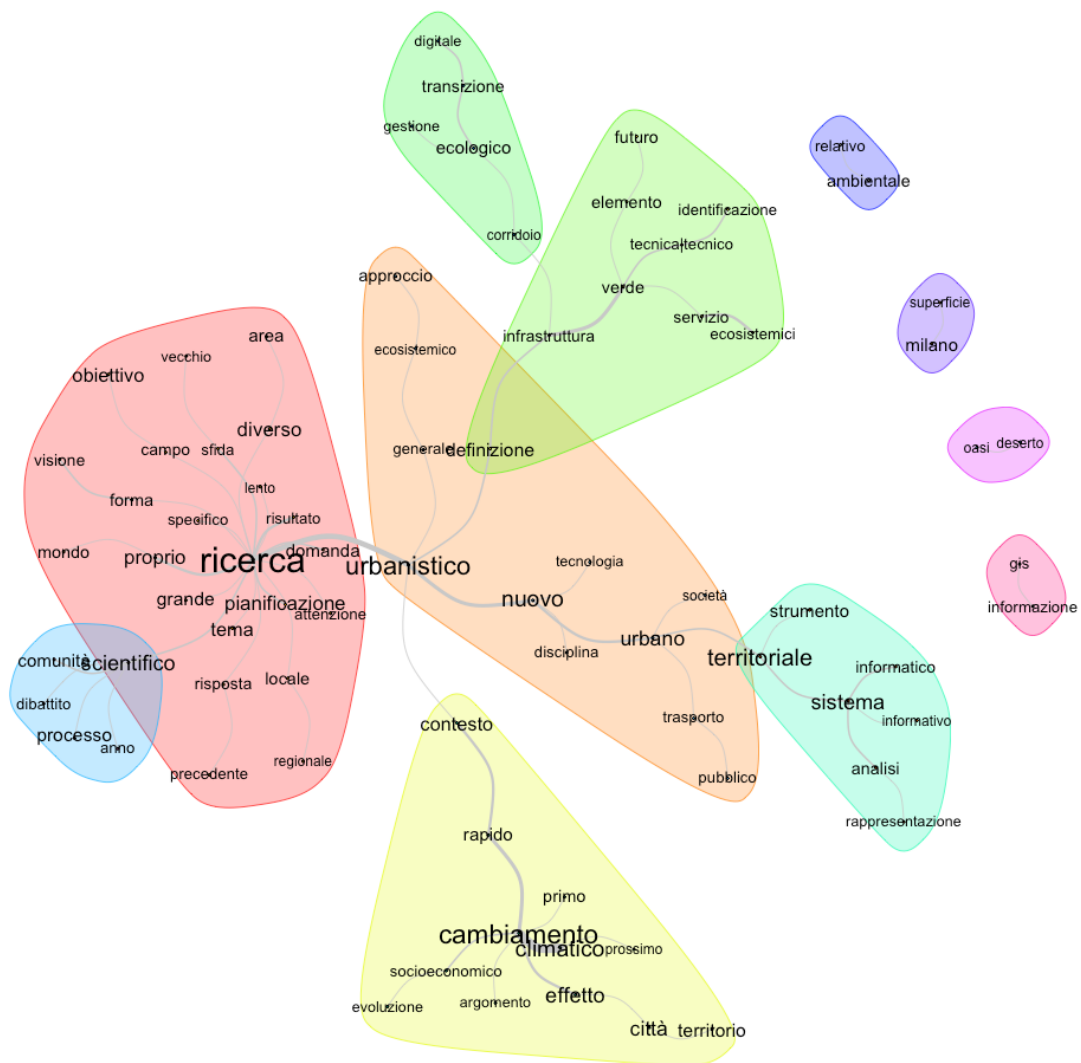 digitale
transizione
gestione
ecologico
corridoio
futuro
elemento
identificazione
tecnica-tecnico
verde
servizio
infrastruttura
ecosistemici
definizione
relativo
ambientale
superficie
milano
oasi
deserto
gis
informazione
approccio
ecosistemico
generale
urbanistico
tecnologia
nuovo
società
urbano
disciplina
trasporto
pubblico
area
vecchio
obiettivo
diverso
campo
sfida
visione
lento
forma
specifico
risultato
mondo
proprio
ricerca
domanda
grande
pianificazione
attenzione
tema
scientifico
comunità
risposta
locale
dibattito
processo
anno
precedente
regionale
strumento
territoriale
informatico
sistema
informativo
analisi
rappresentazione
contesto
rapido
primo
cambiamento
climatico
prossimo
socioeconomico
effetto
evoluzione
argomento
città
territorio